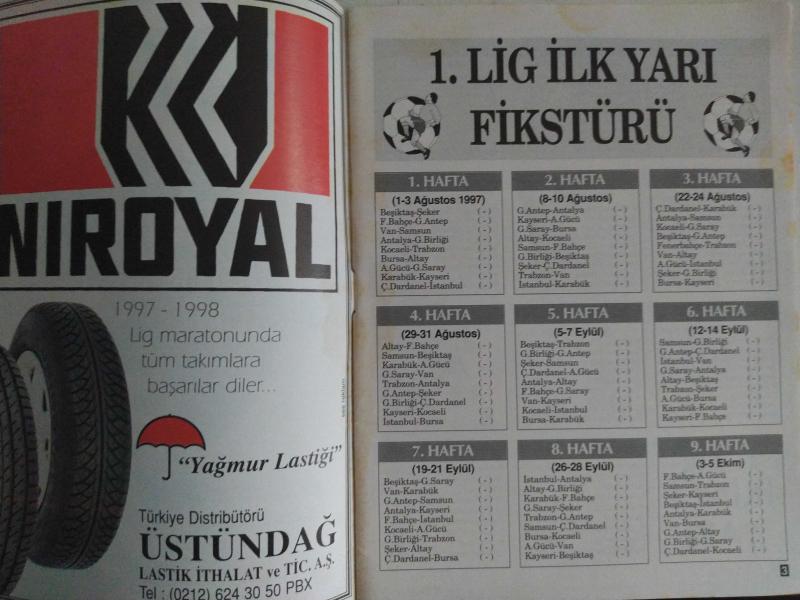 NIROYAL
1997 - 1998
Lig maratonunda
tüm takımlara
başarılar diler...
"Yağmur Lastiği"
Türkiye Distribütörü
ÜSTÜNDAĞ
LASTİK İTHALAT ve TİC. A.Ş.
Tel : (0212) 624 30 50 PBX
1. LİG İLK YARI
FİKSTÜRÜ
1. HAFTA
(1-3 Ağustos 1997)
Beşiktaş-Şeker (-)
F.Bahçe-G.Antep (-)
Van-Samsun (-)
Antalya-G.Birliği (-)
Kocaeli-Trabzon (-)
Bursa-Altay (-)
A.Gücü-G.Saray (-)
Karabük-Kayseri (-)
Ç.Dardanel-İstanbul (-)
2. HAFTA
(8-10 Ağustos)
G.Antep-Antalya (-)
Kayseri-A.Gücü (-)
G.Saray-Bursa (-)
Altay-Kocaeli (-)
Samsun-F.Bahçe (-)
G.Birliği-Beşiktaş (-)
Şeker-Ç.Dardanel (-)
Trabzon-Van (-)
İstanbul-Karabük (-)
3. HAFTA
(22-24 Ağustos)
Ç.Dardanel-Karabük (-)
Antalya-Samsun (-)
Kocaeli-G.Saray (-)
Beşiktaş-G.Antep (-)
Fenerbahçe-Trabzon (-)
Van-Altay (-)
A.Gücü-İstanbul (-)
Şeker-G.Birliği (-)
Bursa-Kayseri (-)
4. HAFTA
(29-31 Ağustos)
Altay-F.Bahçe (-)
Samsun-Beşiktaş (-)
Karabük-A.Gücü (-)
G.Saray-Van (-)
Trabzon-Antalya (-)
G.Antep-Şeker (-)
G.Birliği-Ç.Dardanel (-)
Kayseri-Kocaeli (-)
İstanbul-Bursa (-)
5. HAFTA
(5-7 Eylül)
Beşiktaş-Trabzon (-)
G.Birliği-G.Antep (-)
Şeker-Samsun (-)
Ç.Dardanel-A.Gücü (-)
Antalya-Altay (-)
F.Bahçe-G.Saray (-)
Van-Kayseri (-)
Kocaeli-İstanbul (-)
Bursa-Karabük (-)
6. HAFTA
(12-14 Eylül)
Samsun-G.Birliği (-)
G.Antep-Ç.Dardanel (-)
İstanbul-Van (-)
G.Saray-Antalya (-)
Altay-Beşiktaş (-)
Trabzon-Şeker (-)
A.Gücü-Bursa (-)
Karabük-Kocaeli (-)
Kayseri-F.Bahçe (-)
7. HAFTA
(19-21 Eylül)
Beşiktaş-G.Saray (-)
Van-Karabük (-)
G.Antep-Samsun (-)
Antalya-Kayseri (-)
F.Bahçe-İstanbul (-)
Kocaeli-A.Gücü (-)
G.Birliği-Trabzon (-)
Şeker-Altay (-)
Ç.Dardanel-Bursa (-)
8. HAFTA
(26-28 Eylül)
İstanbul-Antalya (-)
Altay-G.Birliği (-)
Karabük-F.Bahçe (-)
G.Saray-Şeker (-)
Trabzon-G.Antep (-)
Samsun-Ç.Dardanel (-)
Bursa-Kocaeli (-)
A.Gücü-Van (-)
Kayseri-Beşiktaş (-)
9. HAFTA
(3-5 Ekim)
F.Bahçe-A.Gücü (-)
Samsun-Trabzon (-)
Şeker-Kayseri (-)
Beşiktaş-İstanbul (-)
Antalya-Karabük (-)
Van-Bursa (-)
G.Antep-Altay (-)
G.Birliği-G.Saray (-)
Ç.Dardanel-Kocaeli (-)
3